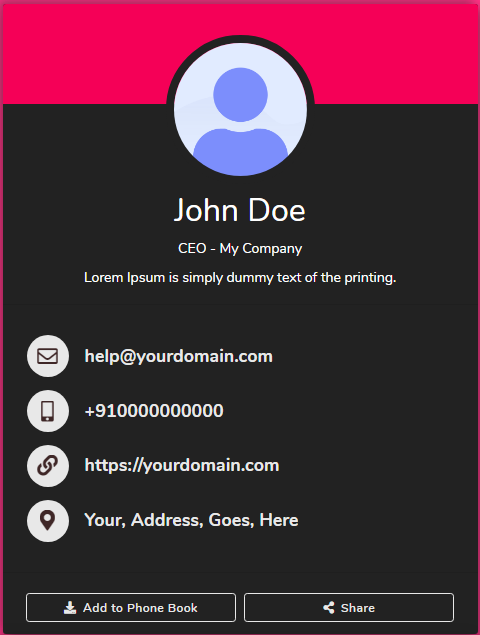 John Doe
CEO - My Company
Lorem Ipsum is simply dummy text of the printing.
help@yourdomain.com
+910000000000
https://yourdomain.com
Your, Address, Goes, Here
Add to Phone Book
Share